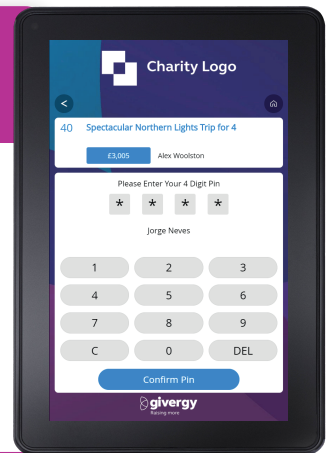 Charity Logo
<
40 Spectacular Northern Lights Trip for 4
£3,005 Alex Woolston
Please Enter Your 4 Digit Pin
* * * *
Jorge Neves
1 2 3
4 5 6
7 8 9
C 0 DEL
Confirm Pin
givergy
Raising more